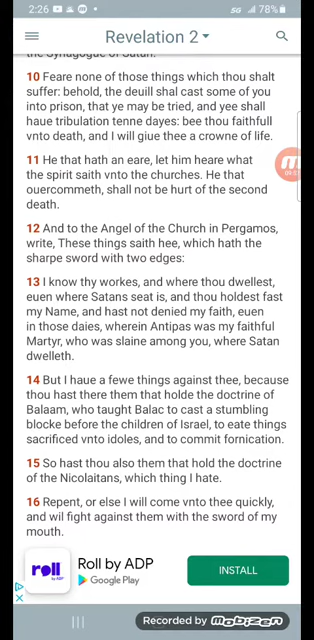 2:26
5G 78%
Revelation 2
the Synagogue of Satan.
10 Feare none of those things which thou shalt
suffer: behold, the deuill shal cast some of you
into prison, that ye may be tried, and yee shall
haue tribulation tenne dayes: bee thou faithfull
vnto death, and I will giue thee a crowne of life.
11 He that hath an eare, let him heare what
the spirit saith vnto the churches. He that
ouercommeth, shall not be hurt of the second
death.
12 And to the Angel of the Church in Pergamos,
write, These things saith hee, which hath the
sharpe sword with two edges:
13 I know thy workes, and where thou dwellest,
euen where Satans seat is, and thou holdest fast
my Name, and hast not denied my faith, euen
in those daies, wherein Antipas was my faithful
Martyr, who was slaine among you, where Satan
dwelleth.
14 But I haue a fewe things against thee, because
thou hast there them that holde the doctrine of
Balaam, who taught Balac to cast a stumbling
blocke before the children of Israel, to eate things
sacrificed vnto idoles, and to commit fornication.
15 So hast thou also them that hold the doctrine
of the Nicolaitans, which thing I hate.
16 Repent, or else I will come vnto thee quickly,
and wil fight against them with the sword of my
mouth.
roll
by ADP
Roll by ADP
Google Play
INSTALL
Recorded by mobizen